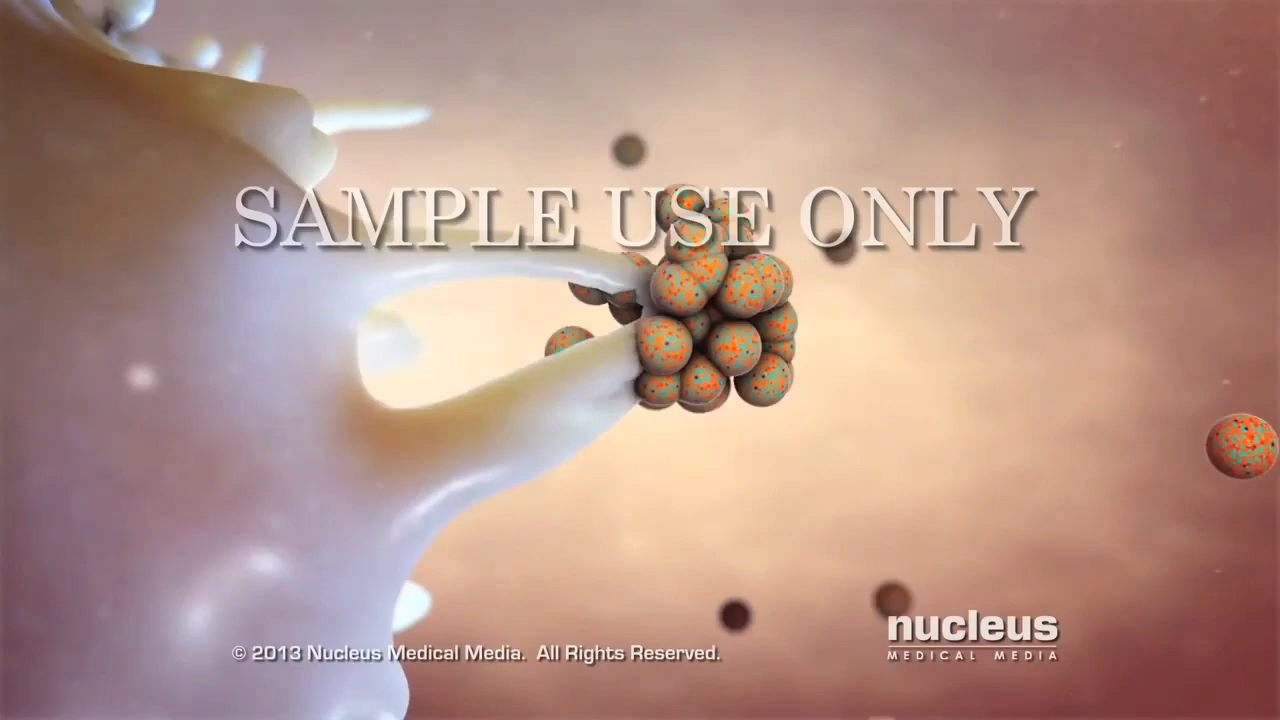 SAMPLE USE ONLY
nucleus
MEDICAL MEDIA
© 2013 Nucleus Medical Media. All Rights Reserved.